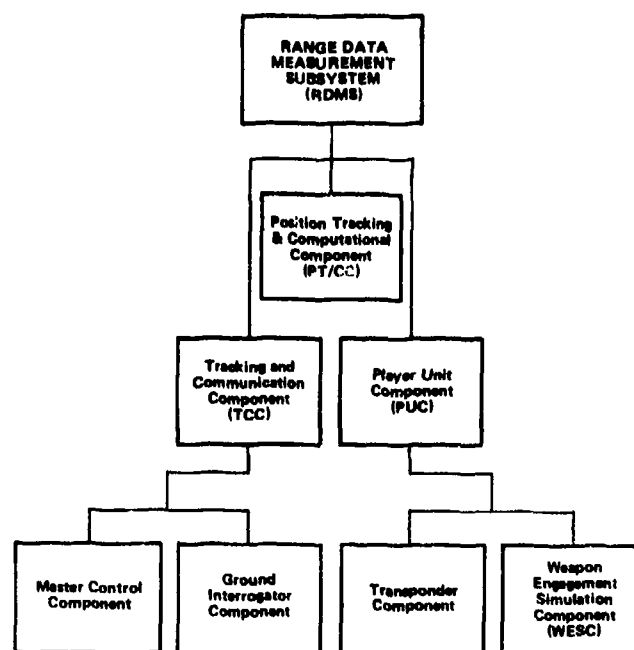 RANGE DATA
MEASUREMENT
SUBSYSTEM
(RDMS)
Position Tracking
& Computational
Component
(PT/CC)
Tracking and
Communication
Component
(TCC)
Player Unit
Component
(PUC)
Master Control
Component
Ground
Interrogator
Component
Transponder
Component
Weapon
Engagement
Simulation
Component
(WESC)